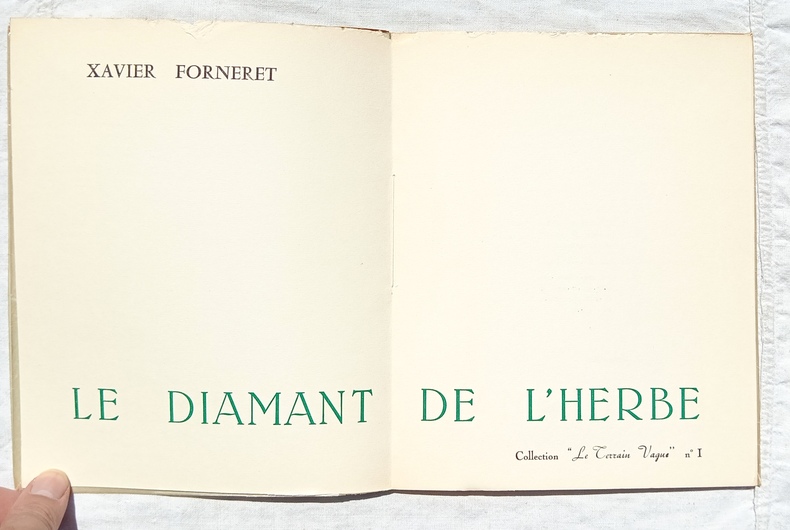 XAVIER FORNERET
LE DIAMANT DE L'HERBE
Collection "Le Terrain Vague" n° I